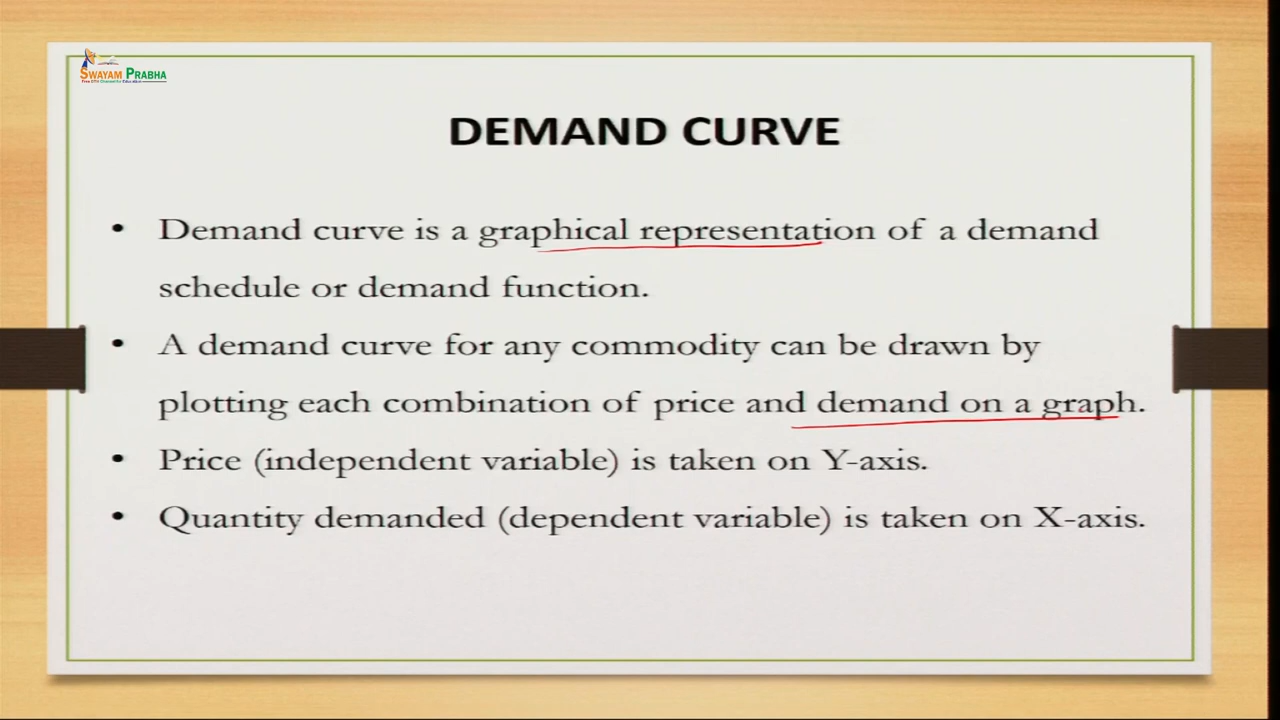 SWAYAM PRABHA
DEMAND CURVE
• Demand curve is a graphical representation of a demand
schedule or demand function.
• A demand curve for any commodity can be drawn by
plotting each combination of price and demand on a graph.
• Price (independent variable) is taken on Y-axis.
• Quantity demanded (dependent variable) is taken on X-axis.